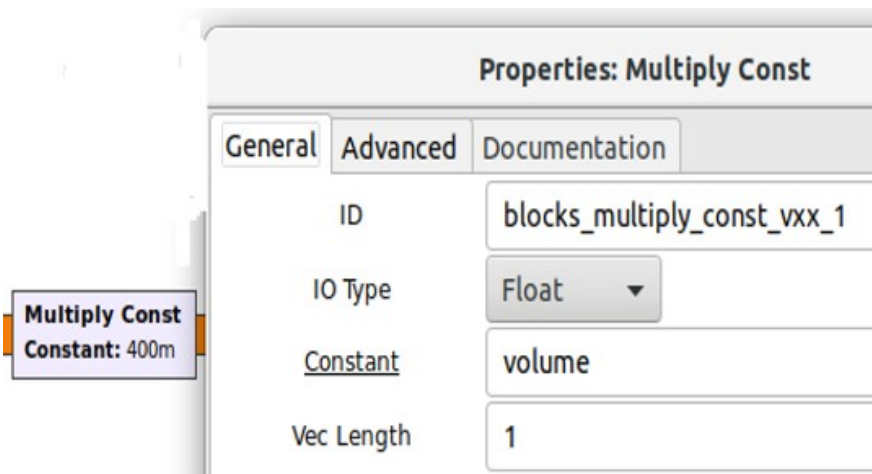 Properties: Multiply Const
General Advanced Documentation
ID blocks_multiply_const_vxx_1
IO Type Float
Constant volume
Vec Length 1
Multiply Const
Constant: 400m